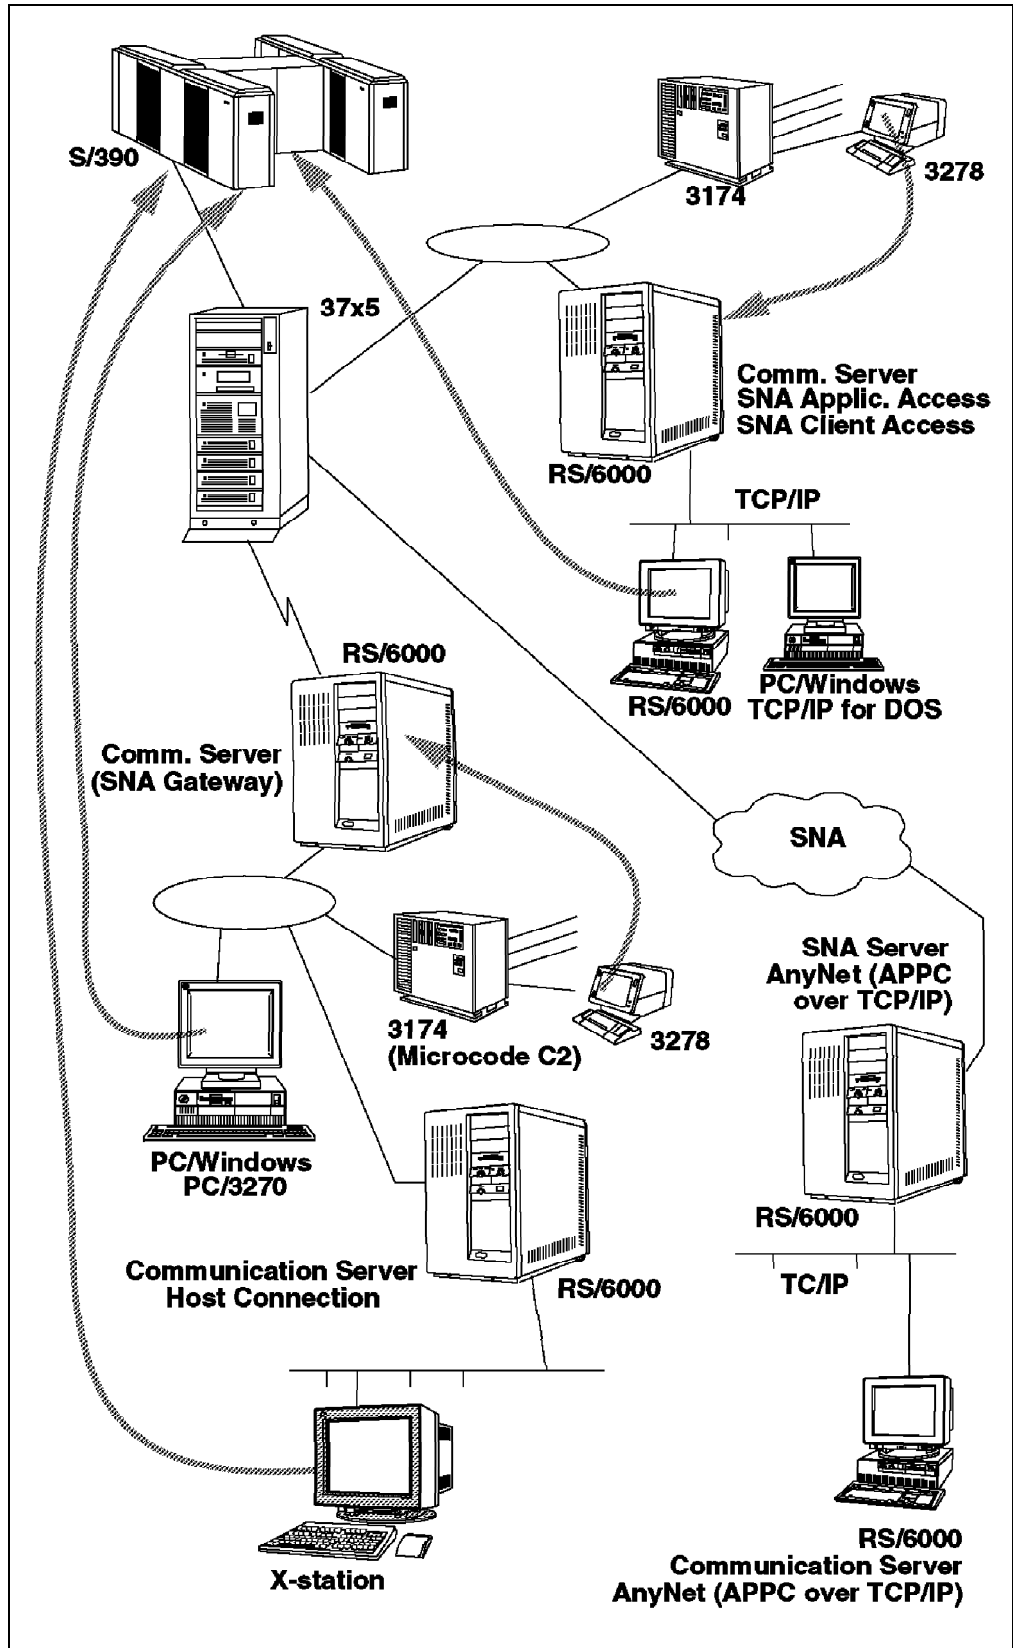 S/390
3174
3278
37x5
Comm. Server
SNA Applic. Access
SNA Client Access
RS/6000
TCP/IP
RS/6000
PC/Windows
TCP/IP for DOS
RS/6000
Comm. Server
(SNA Gateway)
SNA
SNA Server
AnyNet (APPC
over TCP/IP)
3174
(Microcode C2)
3278
PC/Windows
PC/3270
RS/6000
Communication Server
Host Connection
RS/6000
TC/IP
X-station
RS/6000
Communication Server
AnyNet (APPC over TCP/IP)